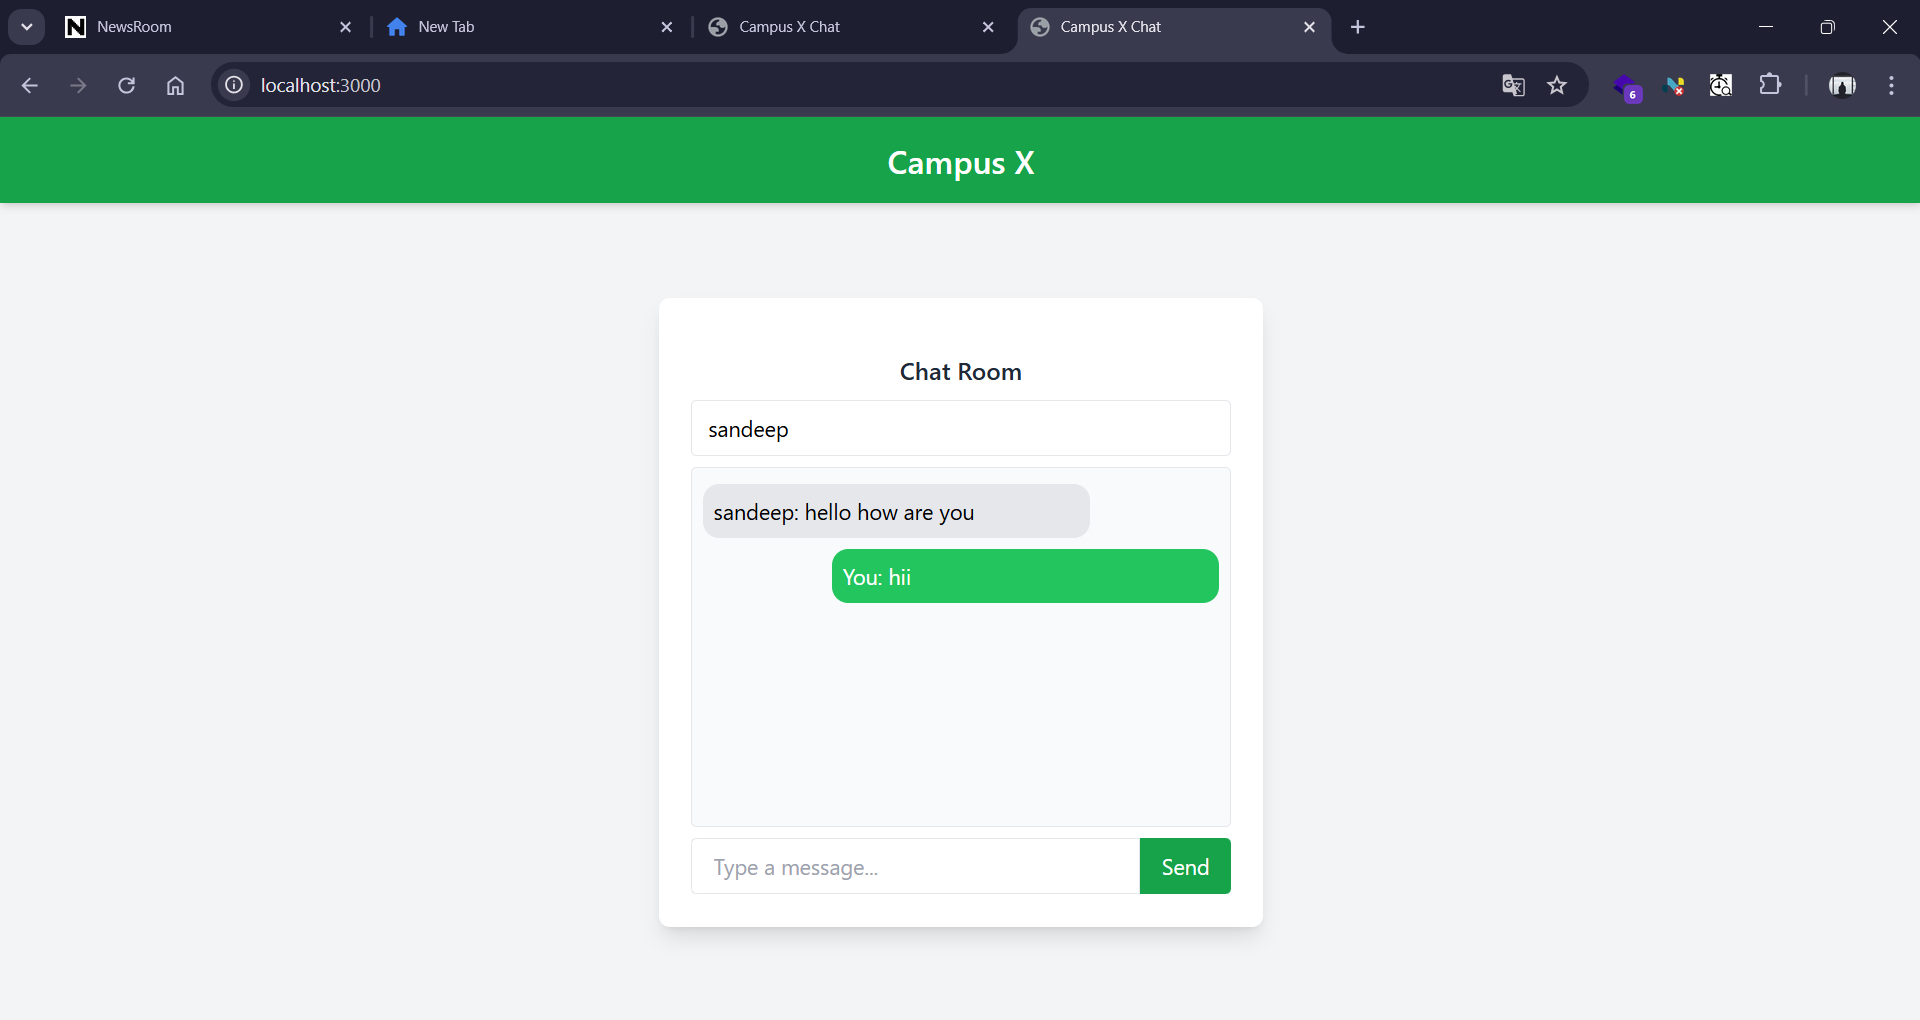 NewsRoom
New Tab
Campus X Chat
Campus X Chat
localhost:3000
6
Campus X
Chat Room
sandeep
sandeep: hello how are you
You: hii
Type a message...
Send